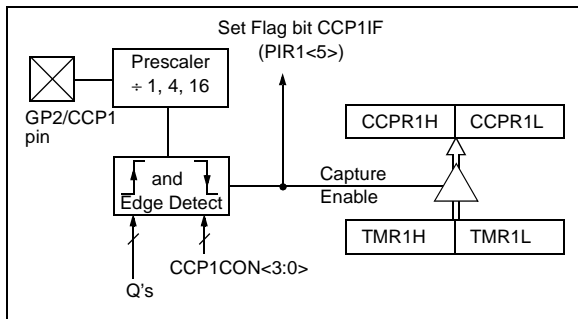 Set Flag bit CCP1IF
(PIR1<5>)
Prescaler
÷ 1, 4, 16
GP2/CCP1
pin
CCPR1H
CCPR1L
and
Edge Detect
Capture
Enable
TMR1H
TMR1L
CCP1CON<3:0>
Q's